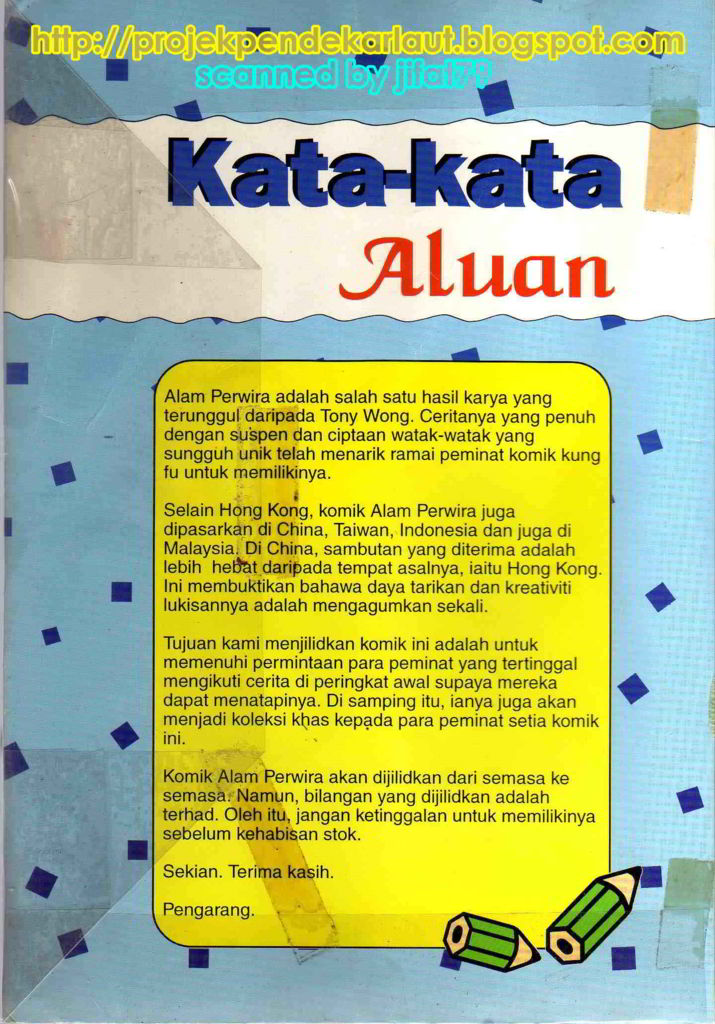 http://projekpendekarlaut.blogspot.com
scanned by jifal79
Kata-kata
Aluan
Alam Perwira adalah salah satu hasil karya yang
terunggul daripada Tony Wong. Ceritanya yang penuh
dengan suspen dan ciptaan watak-watak yang
sungguh unik telah menarik ramai peminat komik kung
fu untuk memilikinya.
Selain Hong Kong, komik Alam Perwira juga
dipasarkan di China, Taiwan, Indonesia dan juga di
Malaysia. Di China, sambutan yang diterima adalah
lebih hebat daripada tempat asalnya, iaitu Hong Kong.
Ini membuktikan bahawa daya tarikan dan kreativiti
lukisannya adalah mengagumkan sekali.
Tujuan kami menjilidkan komik ini adalah untuk
memenuhi permintaan para peminat yang tertinggal
mengikuti cerita di peringkat awal supaya mereka
dapat menatapinya. Di samping itu, ianya juga akan
menjadi koleksi khas kepada para peminat setia komik
ini.
Komik Alam Perwira akan dijilidkan dari semasa ke
semasa. Namun, bilangan yang dijilidkan adalah
terhad. Oleh itu, jangan ketinggalan untuk memilikinya
sebelum kehabisan stok.
Sekian. Terima kasih.
Pengarang.